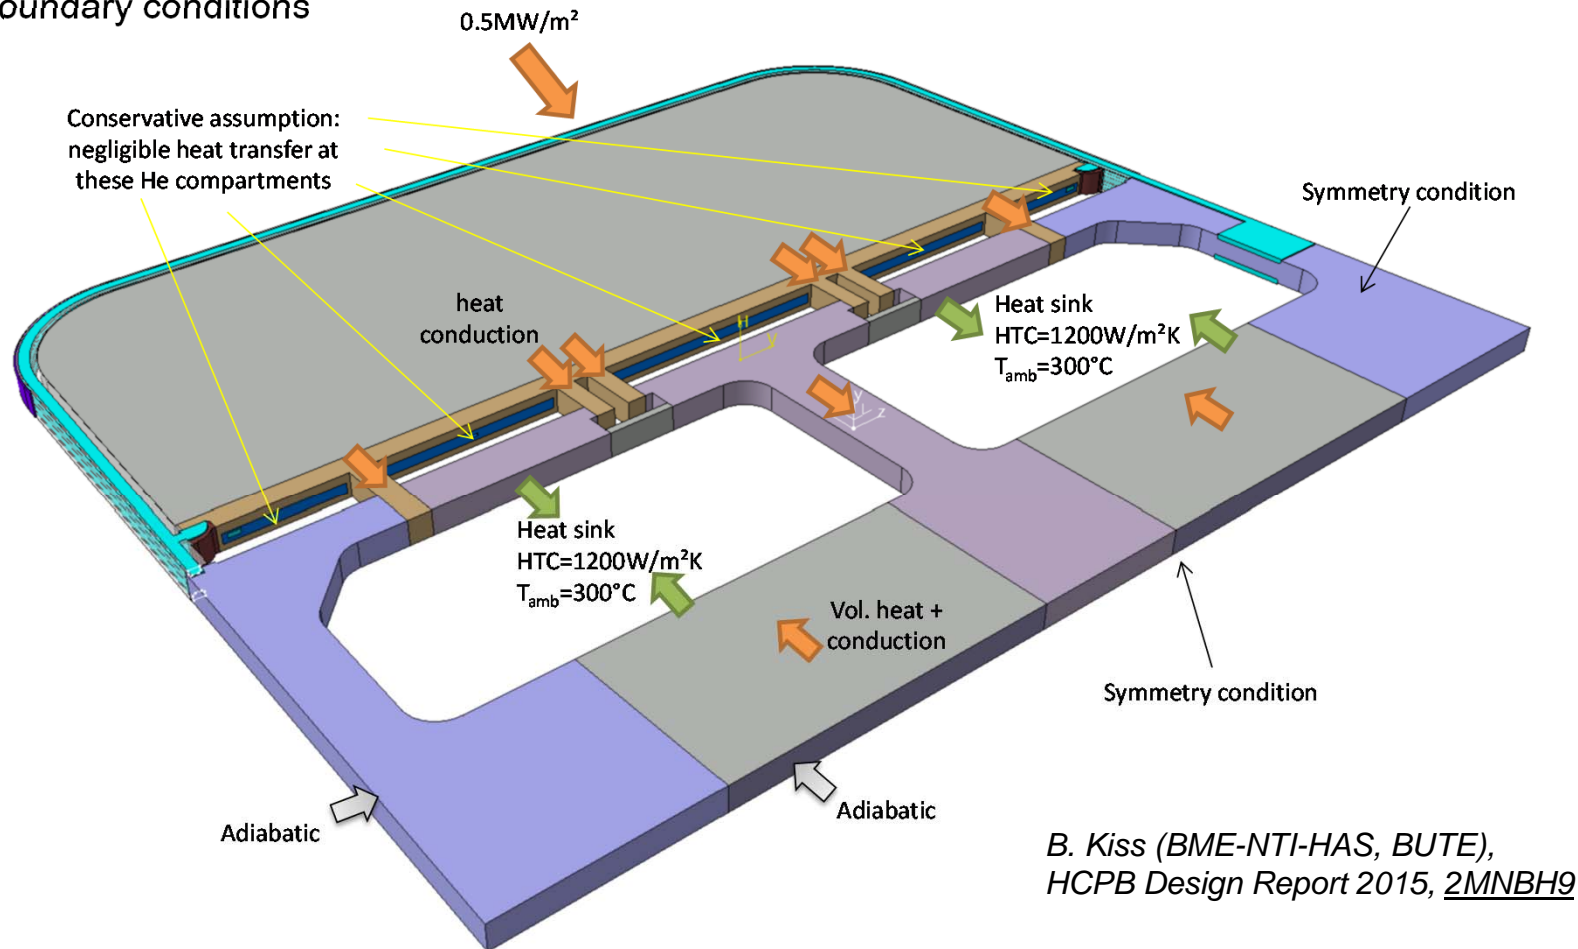 oundary conditions
0.5MW/m²
Conservative assumption:
negligible heat transfer at
these He compartments
Symmetry condition
heat
conduction
Heat sink
HTC=1200W/m²K
Tamb=300°C
Heat sink
HTC=1200W/m²K
Tamb=300°C
Vol. heat +
conduction
Symmetry condition
Adiabatic
Adiabatic
B. Kiss (BME-NTI-HAS, BUTE),
HCPB Design Report 2015, 2MNBH9